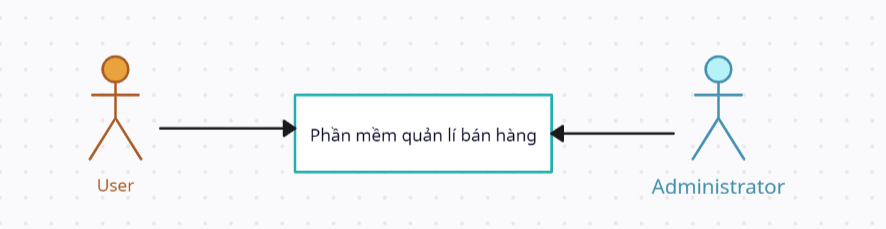 Phần mềm quản lí bán hàng
User
Administrator